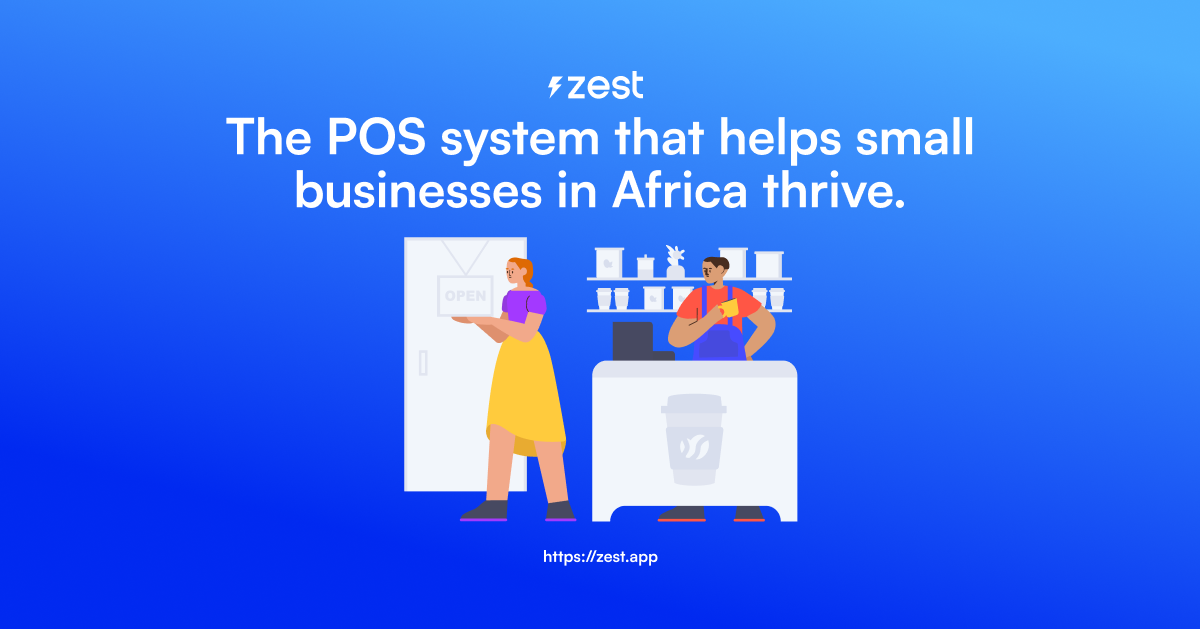 zest
The POS system that helps small
businesses in Africa thrive.
OPEN
https://zest.app